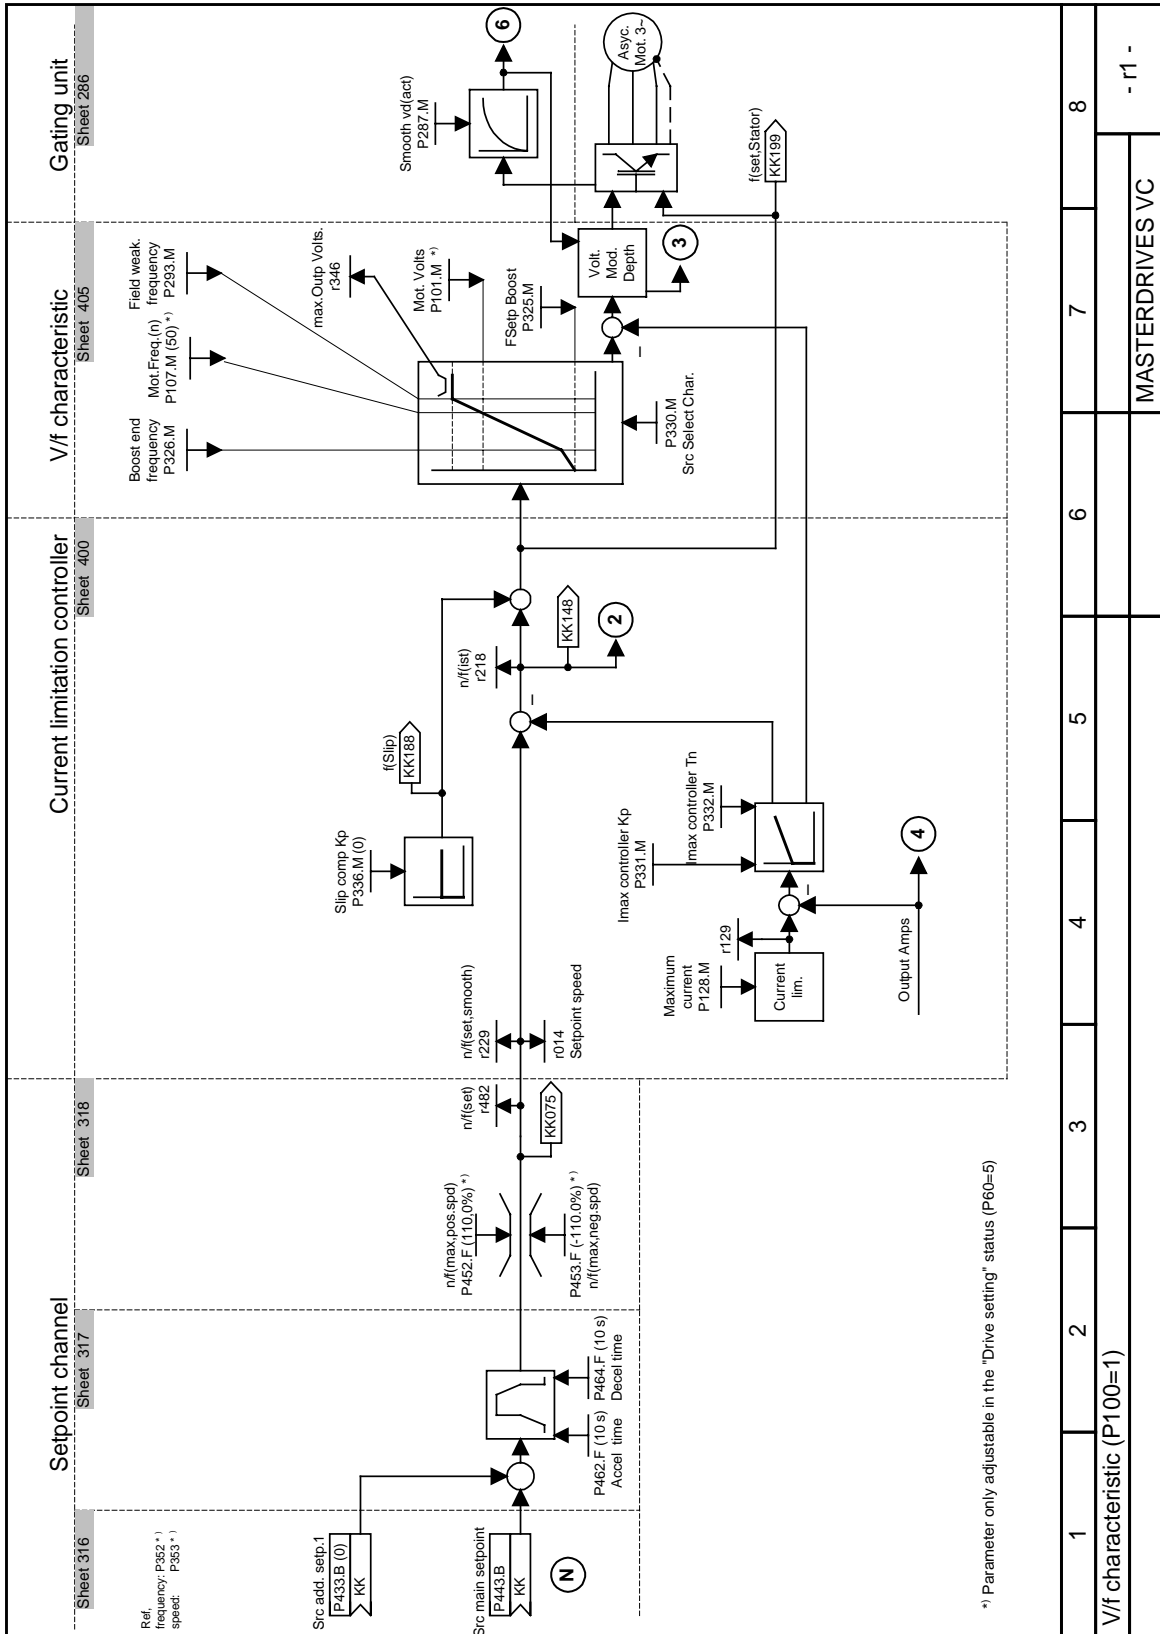 Setpoint channel
Current limitation controller
V/f characteristic
Gating unit
Sheet 316
Sheet 317
Sheet 318
Sheet 400
Sheet 405
Sheet 286
Ref,
frequency: P352 *)
speed: P353 *)
Src add. setp.1
P433.B (0)
KK
Src main setpoint
P443.B
KK
N
P462.F (10 s)
Accel time
P464.F (10 s)
Decel time
n/f(max,pos.spd)
P452.F (110,0%) *)
P453.F (-110.0%) *)
n/f(max,neg.spd)
n/f(set)
r482
KK075
n/f(set,smooth)
r229
r014
Setpoint speed
Slip comp Kp
P336.M (0)
f(Slip)
KK188
n/f(ist)
r218
KK148
2
Maximum
current
P128.M
r129
Current
lim.
Output Amps
4
Imax controller Kp
P331.M
Imax controller Tn
P332.M
Boost end
frequency
P326.M
Mot.Freq.(n)
P107.M (50) *)
Field weak.
frequency
P293.M
max.Outp Volts.
r346
Mot. Volts
P101.M *)
FSetp Boost
P325.M
P330.M
Src Select Char.
Volt.
Mod.
Depth
3
Smooth vd(act)
P287.M
6
Asyc.
Mot. 3~
f(set,Stator)
KK199
*) Parameter only adjustable in the "Drive setting" status (P60=5)
1
2
3
4
5
6
7
8
V/f characteristic (P100=1)
MASTERDRIVES VC
- r1 -